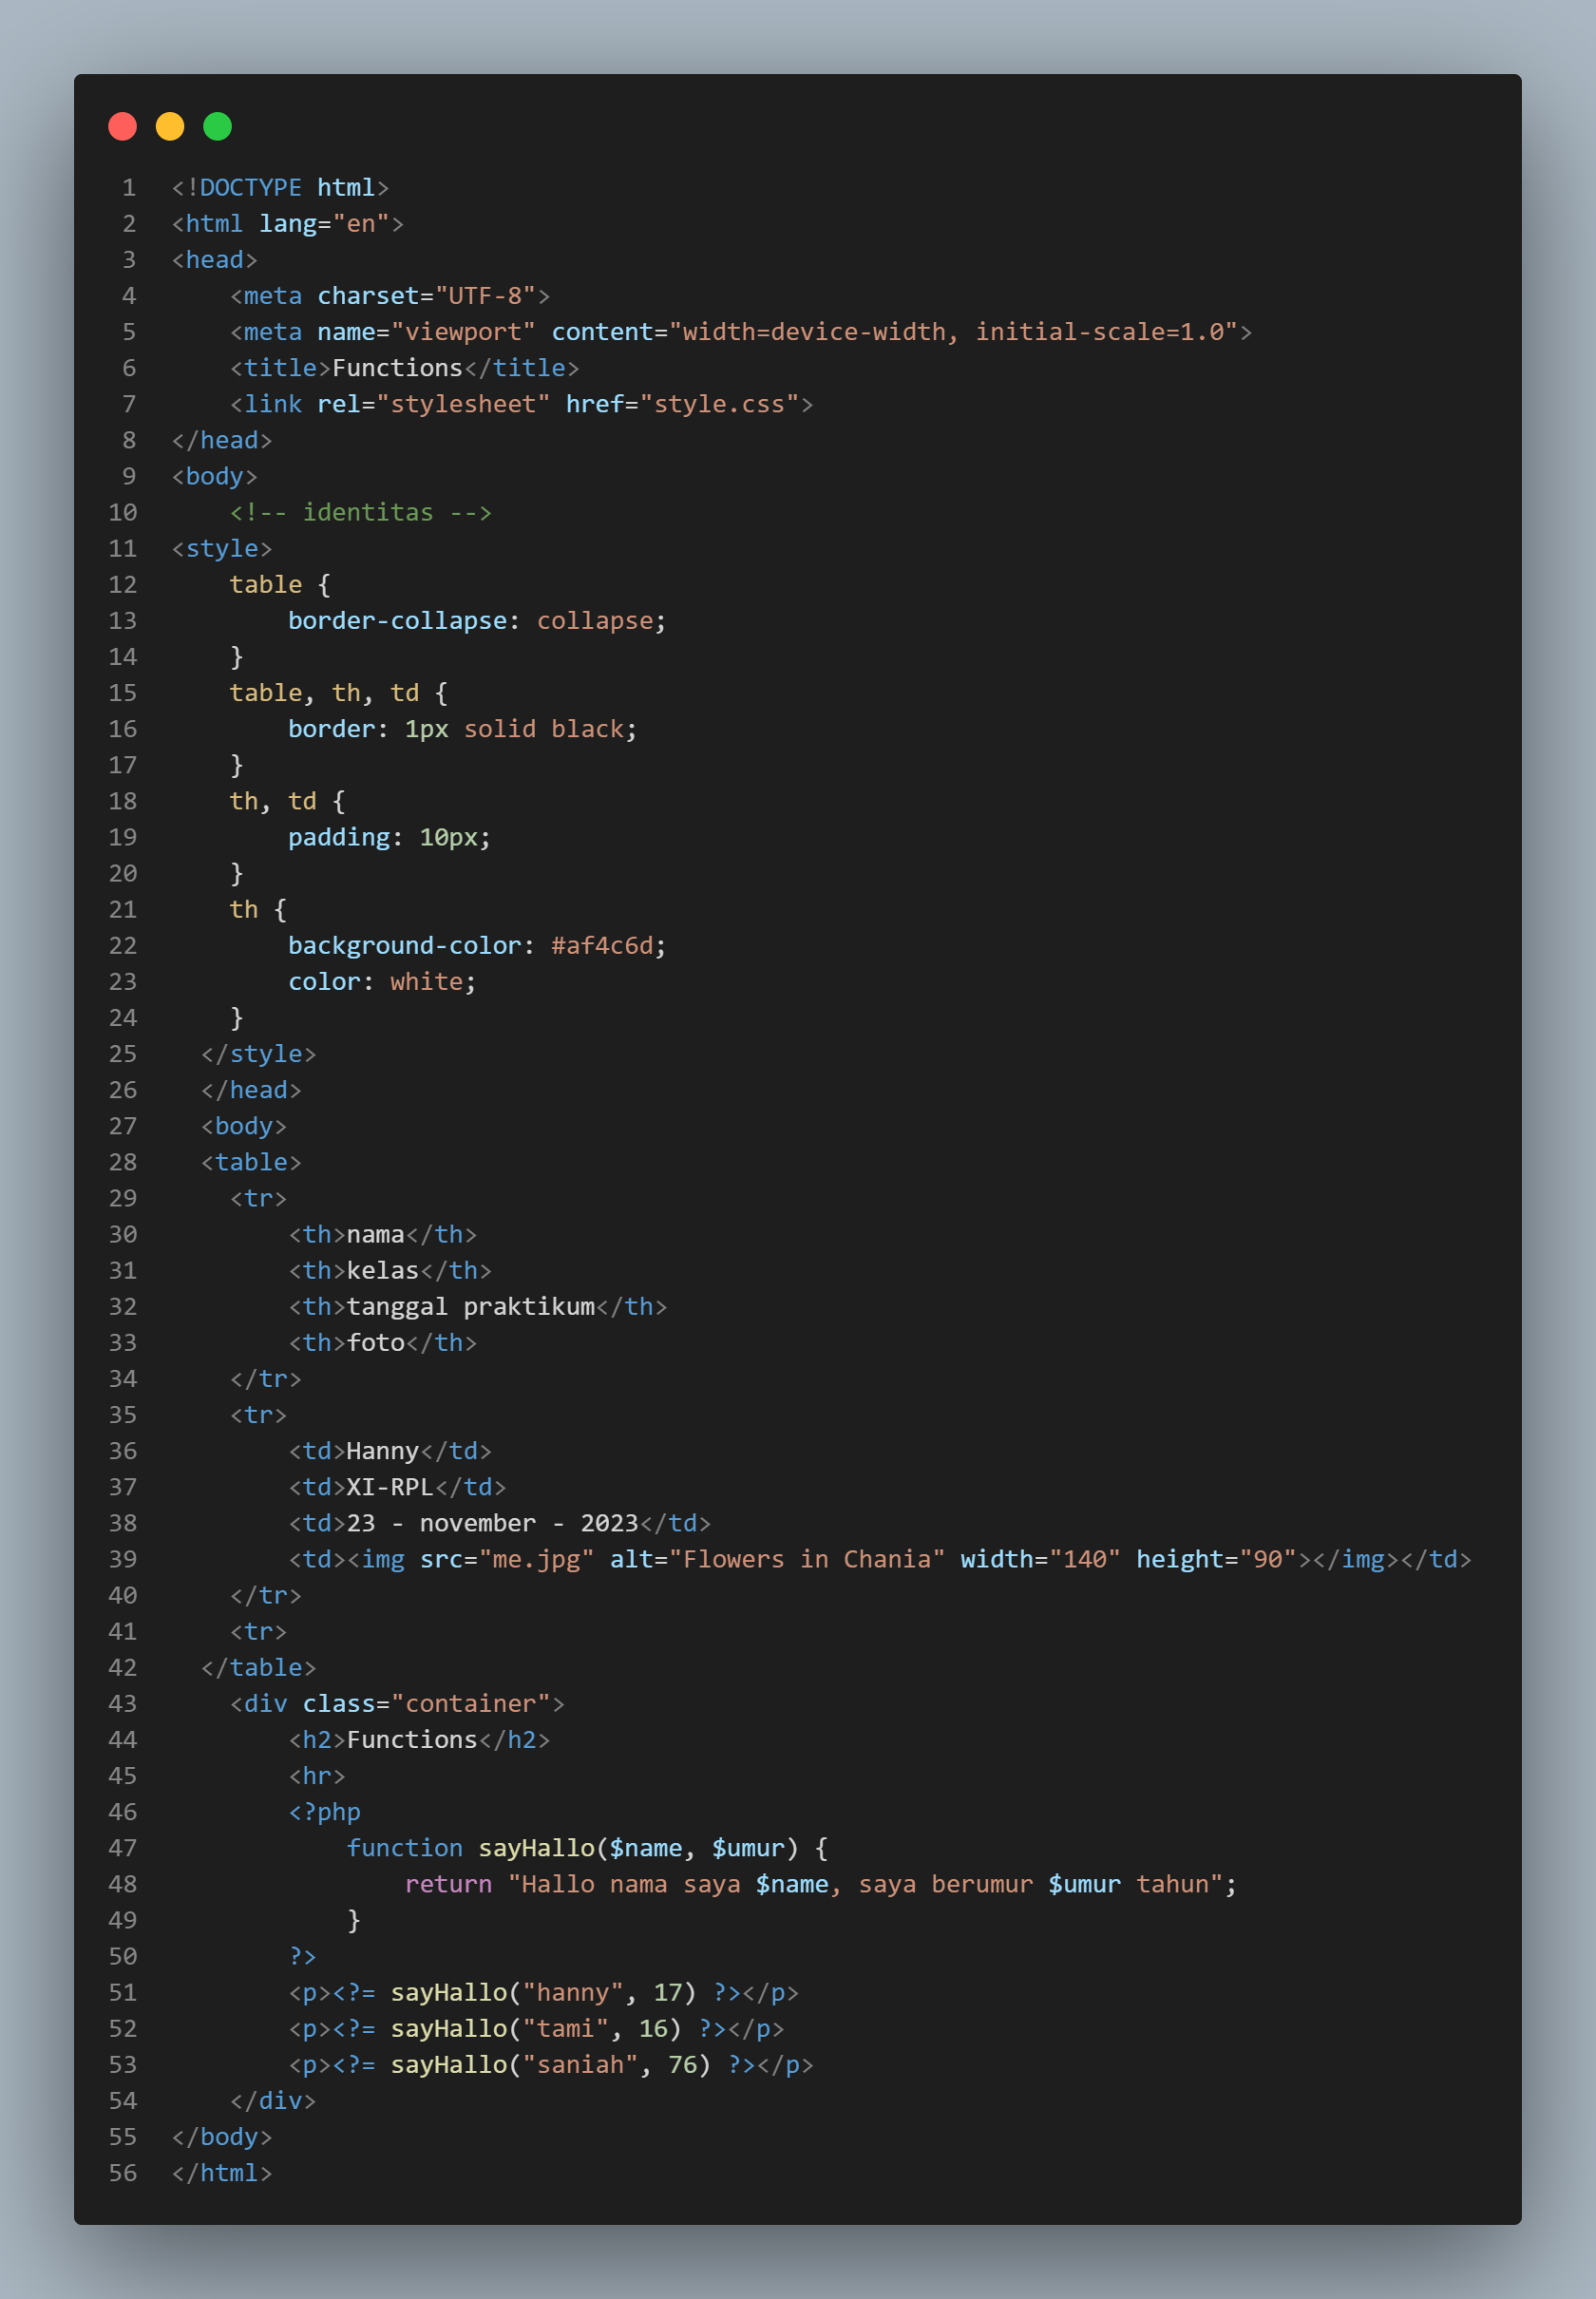 1 <!DOCTYPE html>
2 <html lang="en">
3 <head>
4     <meta charset="UTF-8">
5     <meta name="viewport" content="width=device-width, initial-scale=1.0">
6     <title>Functions</title>
7     <link rel="stylesheet" href="style.css">
8 </head>
9 <body>
10     <!-- identitas -->
11 <style>
12     table {
13         border-collapse: collapse;
14     }
15     table, th, td {
16         border: 1px solid black;
17     }
18     th, td {
19         padding: 10px;
20     }
21     th {
22         background-color: #af4c6d;
23         color: white;
24     }
25   </style>
26   </head>
27   <body>
28   <table>
29     <tr>
30         <th>nama</th>
31         <th>kelas</th>
32         <th>tanggal praktikum</th>
33         <th>foto</th>
34     </tr>
35     <tr>
36         <td>Hanny</td>
37         <td>XI-RPL</td>
38         <td>23 - november - 2023</td>
39         <td><img src="me.jpg" alt="Flowers in Chania" width="140" height="90"></img></td>
40     </tr>
41     <tr>
42   </table>
43     <div class="container">
44         <h2>Functions</h2>
45         <hr>
46         <?php
47             function sayHallo($name, $umur) {
48                 return "Hallo nama saya $name, saya berumur $umur tahun";
49             }
50         ?>
51         <p><?= sayHallo("hanny", 17) ?></p>
52         <p><?= sayHallo("tami", 16) ?></p>
53         <p><?= sayHallo("saniah", 76) ?></p>
54     </div>
55 </body>
56 </html>